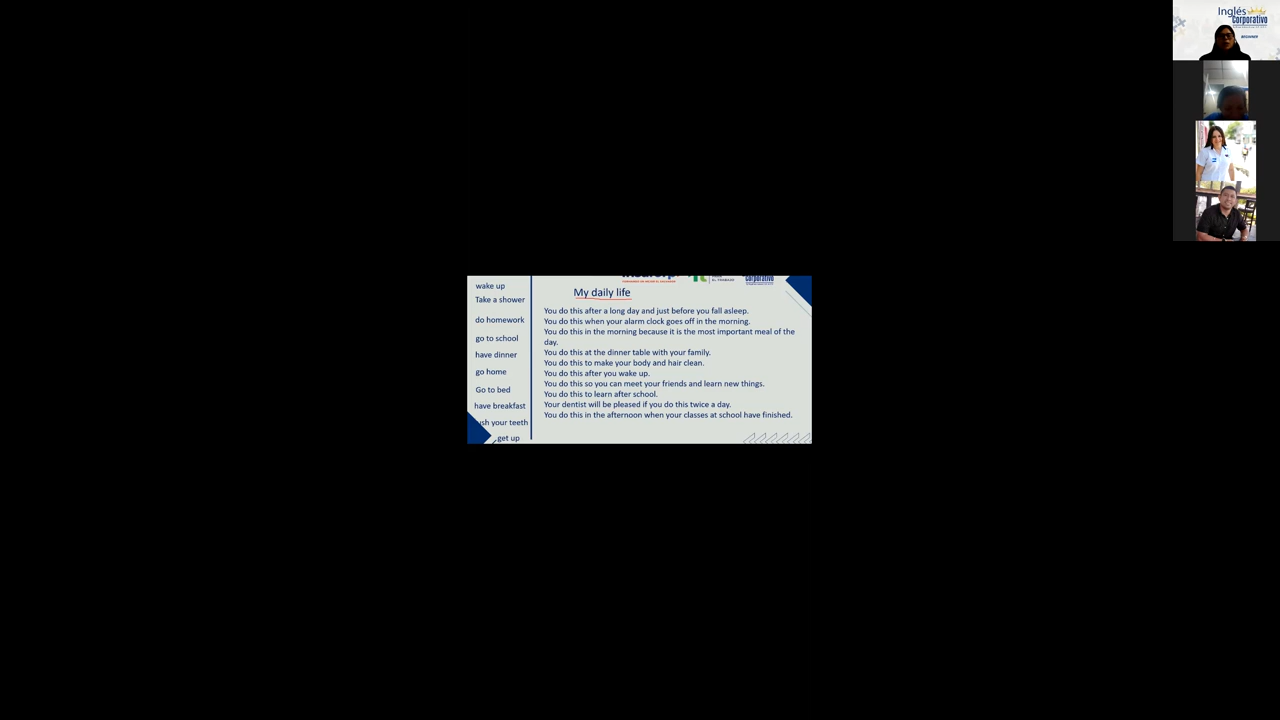 Inglés
Corporativo
BEGINNER
wake up
Take a shower
do homework
go to school
have dinner
go home
Go to bed
have breakfast
ush your teeth
get up
EL TRABAJO
corporativo
My daily life
You do this after a long day and just before you fall asleep.
You do this when your alarm clock goes off in the morning.
You do this in the morning because it is the most important meal of the
day.
You do this at the dinner table with your family.
You do this to make your body and hair clean.
You do this after you wake up.
You do this so you can meet your friends and learn new things.
You do this to learn after school.
Your dentist will be pleased if you do this twice a day.
You do this in the afternoon when your classes at school have finished.